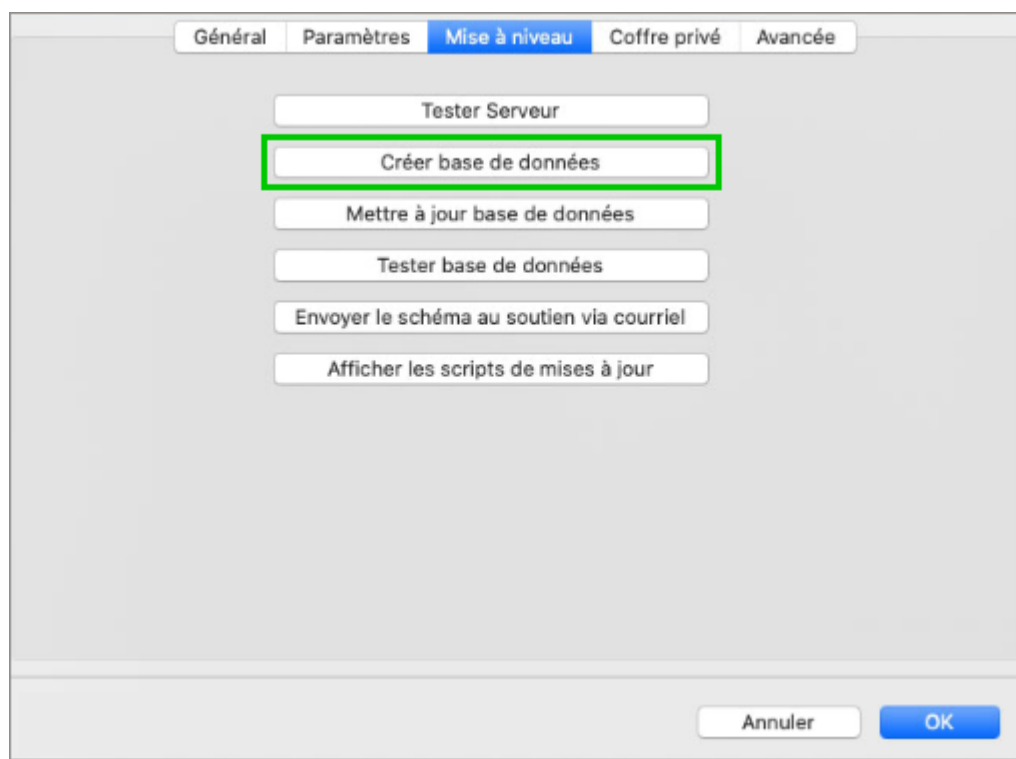 Général Paramètres Mise à niveau Coffre privé Avancée
Tester Serveur
Créer base de données
Mettre à jour base de données
Tester base de données
Envoyer le schéma au soutien via courriel
Afficher les scripts de mises à jour
Annuler OK